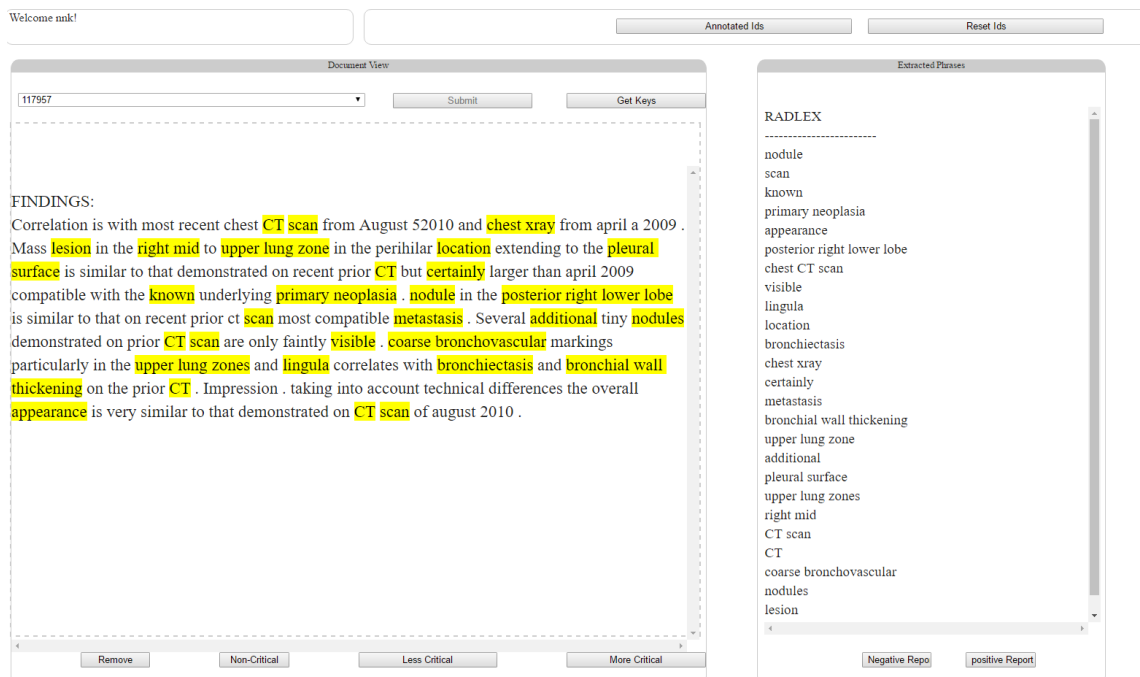 Welcome nnk!
Annotated Ids
Reset Ids
Document View
117957
Submit
Get Keys
FINDINGS:
Correlation is with most recent chest CT scan from August 52010 and chest xray from april a 2009 .
Mass lesion in the right mid to upper lung zone in the perihilar location extending to the pleural
surface is similar to that demonstrated on recent prior CT but certainly larger than april 2009
compatible with the known underlying primary neoplasia . nodule in the posterior right lower lobe
is similar to that on recent prior ct scan most compatible metastasis . Several additional tiny nodules
demonstrated on prior CT scan are only faintly visible . coarse bronchovascular markings
particularly in the upper lung zones and lingula correlates with bronchiectasis and bronchial wall
thickening on the prior CT . Impression . taking into account technical differences the overall
appearance is very similar to that demonstrated on CT scan of august 2010 .
Remove
Non-Critical
Less Critical
More Critical
Extracted Phrases
RADLEX
------------------------
nodule
scan
known
primary neoplasia
appearance
posterior right lower lobe
chest CT scan
visible
lingula
location
bronchiectasis
chest xray
certainly
metastasis
bronchial wall thickening
upper lung zone
additional
pleural surface
upper lung zones
right mid
CT scan
CT
coarse bronchovascular
nodules
lesion
Negative Repo
positive Report